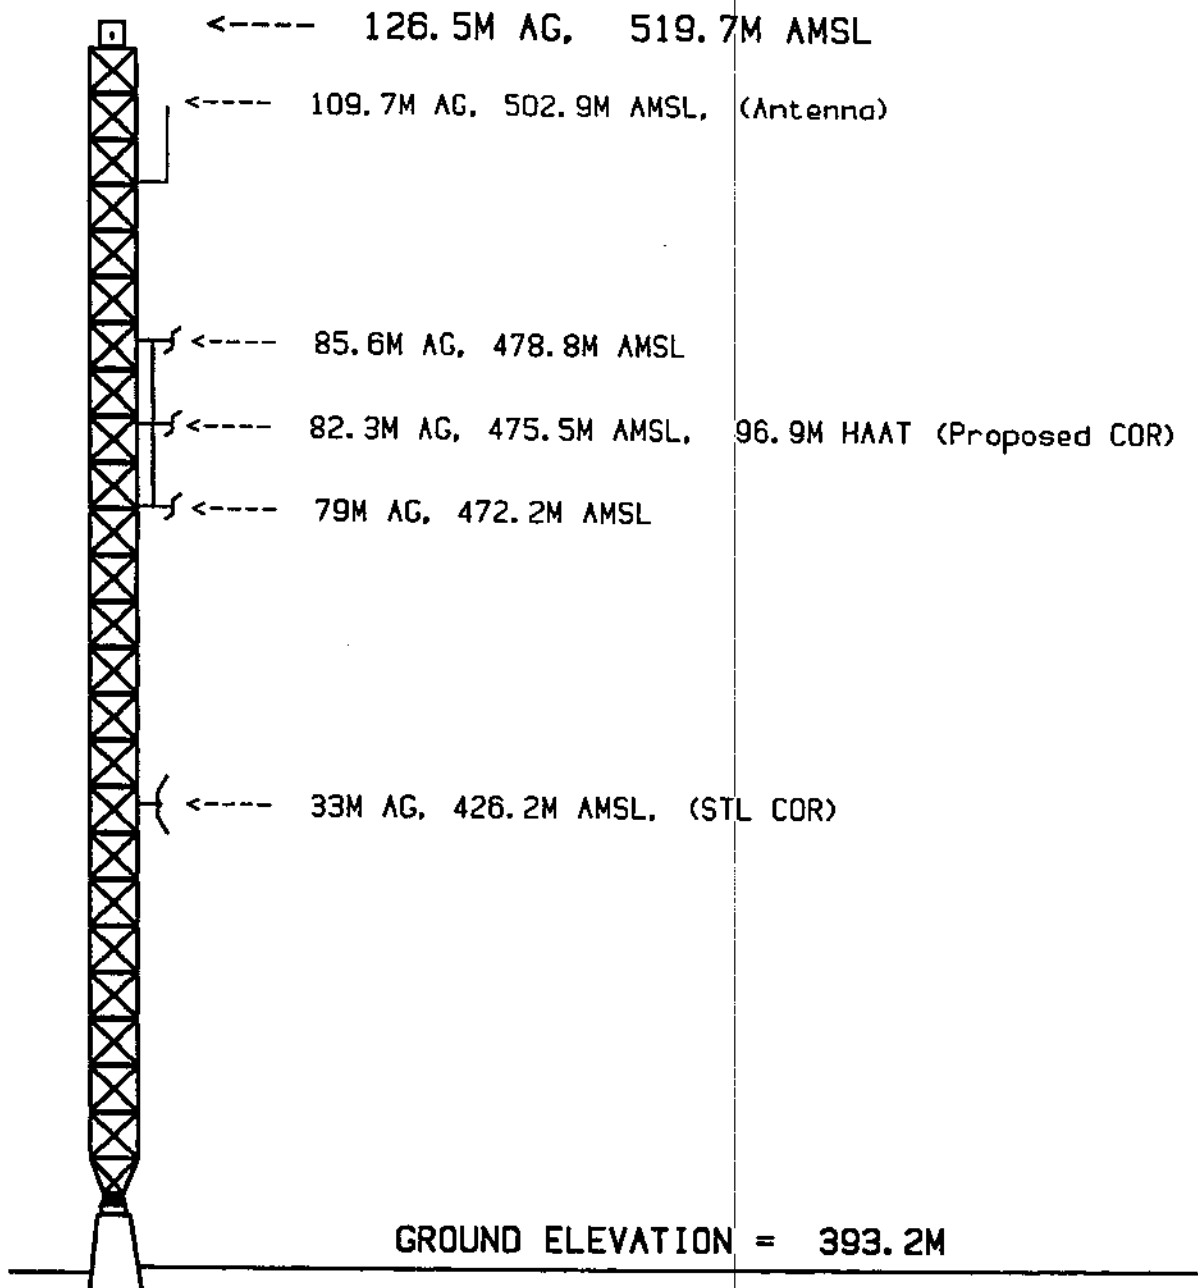 <---- 126.5M AG, 519.7M AMSL
<---- 109.7M AG, 502.9M AMSL, (Antenna)
<---- 85.6M AG, 478.8M AMSL
<---- 82.3M AG, 475.5M AMSL, 96.9M HAAT (Proposed COR)
<---- 79M AG, 472.2M AMSL
<---- 33M AG, 426.2M AMSL, (STL COR)
GROUND ELEVATION = 393.2M